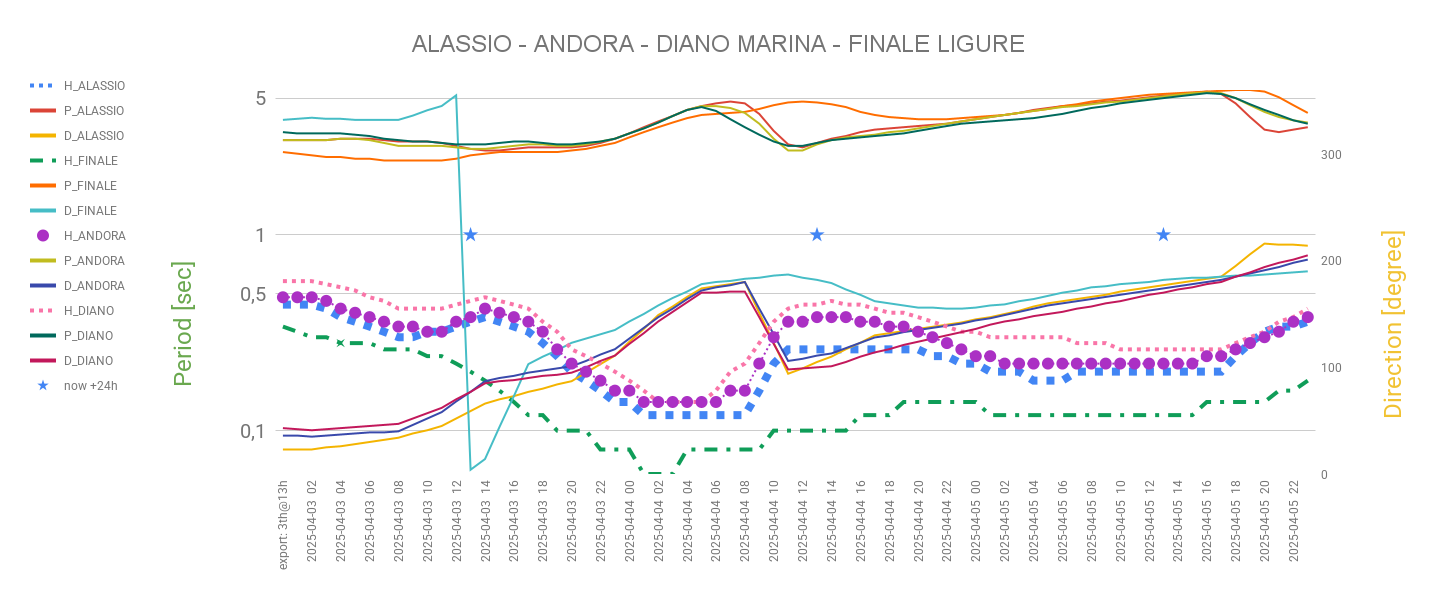 ALASSIO - ANDORA - DIANO MARINA - FINALE LIGURE
H_ALASSIO
P_ALASSIO
D_ALASSIO
H_FINALE
P_FINALE
D_FINALE
H_ANDORA
P_ANDORA
D_ANDORA
H_DIANO
P_DIANO
D_DIANO
now +24h
Period [sec]
5
1
0,5
0,1
300
200
100
0
Direction [degree]
export: 3th@13h
2025-04-03 02
2025-04-03 04
2025-04-03 06
2025-04-03 08
2025-04-03 10
2025-04-03 12
2025-04-03 14
2025-04-03 16
2025-04-03 18
2025-04-03 20
2025-04-03 22
2025-04-04 00
2025-04-04 02
2025-04-04 04
2025-04-04 06
2025-04-04 08
2025-04-04 10
2025-04-04 12
2025-04-04 14
2025-04-04 16
2025-04-04 18
2025-04-04 20
2025-04-04 22
2025-04-05 00
2025-04-05 02
2025-04-05 04
2025-04-05 06
2025-04-05 08
2025-04-05 10
2025-04-05 12
2025-04-05 14
2025-04-05 16
2025-04-05 18
2025-04-05 20
2025-04-05 22